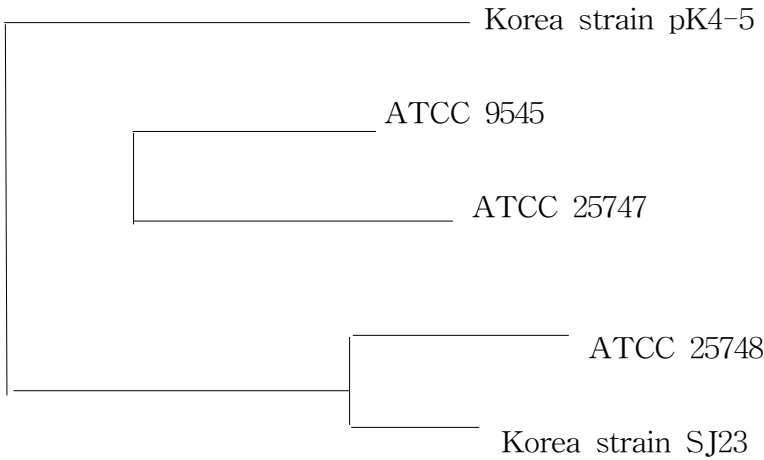 Korea strain pK4-5
ATCC 9545
ATCC 25747
ATCC 25748
Korea strain SJ23